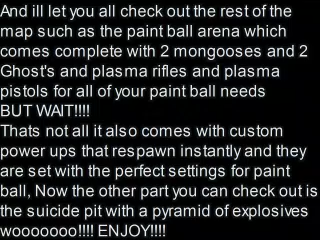 And ill let you all check out the rest of the
map such as the paint ball arena which
comes complete with 2 mongooses and 2
Ghost's and plasma rifles and plasma
pistols for all of your paint ball needs
BUT WAIT!!!!
Thats not all it also comes with custom
power ups that respawn instantly and they
are set with the perfect settings for paint
ball, Now the other part you can check out is
the suicide pit with a pyramid of explosives
wooooooo!!!! ENJOY!!!!